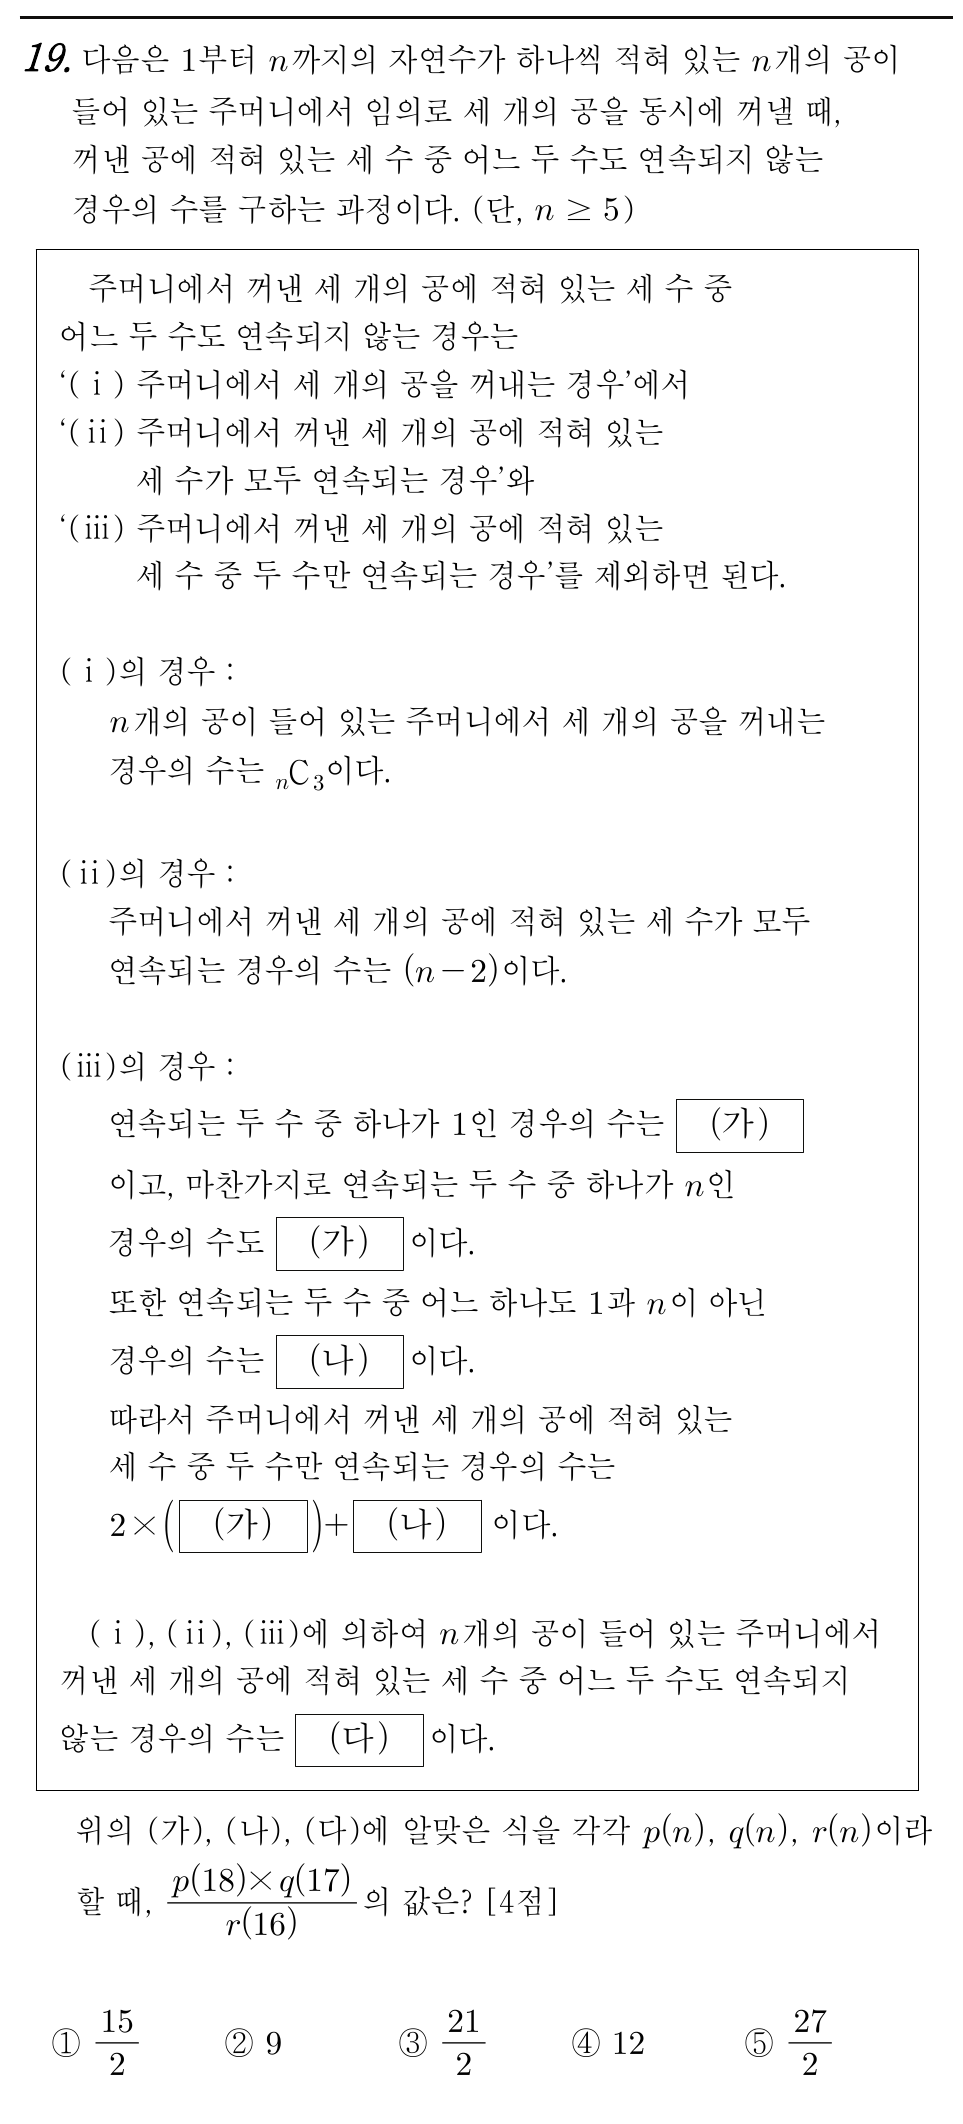 19. 다음은 1부터 n까지의 자연수가 하나씩 적혀 있는 n개의 공이
들어 있는 주머니에서 임의로 세 개의 공을 동시에 꺼낼 때,
꺼낸 공에 적혀 있는 세 수 중 어느 두 수도 연속되지 않는
경우의 수를 구하는 과정이다. (단, n ≥ 5)
주머니에서 꺼낸 세 개의 공에 적혀 있는 세 수 중
어느 두 수도 연속되지 않는 경우는
‘(ⅰ) 주머니에서 세 개의 공을 꺼내는 경우’에서
‘(ⅱ) 주머니에서 꺼낸 세 개의 공에 적혀 있는
세 수가 모두 연속되는 경우’와
‘(ⅲ) 주머니에서 꺼낸 세 개의 공에 적혀 있는
세 수 중 두 수만 연속되는 경우’를 제외하면 된다.
(ⅰ)의 경우 :
n개의 공이 들어 있는 주머니에서 세 개의 공을 꺼내는
경우의 수는 ₙC₃이다.
(ⅱ)의 경우 :
주머니에서 꺼낸 세 개의 공에 적혀 있는 세 수가 모두
연속되는 경우의 수는 (n−2)이다.
(ⅲ)의 경우 :
연속되는 두 수 중 하나가 1인 경우의 수는 (가)
이고, 마찬가지로 연속되는 두 수 중 하나가 n인
경우의 수도 (가) 이다.
또한 연속되는 두 수 중 어느 하나도 1과 n이 아닌
경우의 수는 (나) 이다.
따라서 주머니에서 꺼낸 세 개의 공에 적혀 있는
세 수 중 두 수만 연속되는 경우의 수는
2×( (가) )+ (나) 이다.
(ⅰ), (ⅱ), (ⅲ)에 의하여 n개의 공이 들어 있는 주머니에서
꺼낸 세 개의 공에 적혀 있는 세 수 중 어느 두 수도 연속되지
않는 경우의 수는 (다) 이다.
위의 (가), (나), (다)에 알맞은 식을 각각 p(n), q(n), r(n)이라
할 때, p(18)×q(17) / r(16) 의 값은? [4점]
① 15/2 ② 9 ③ 21/2 ④ 12 ⑤ 27/2